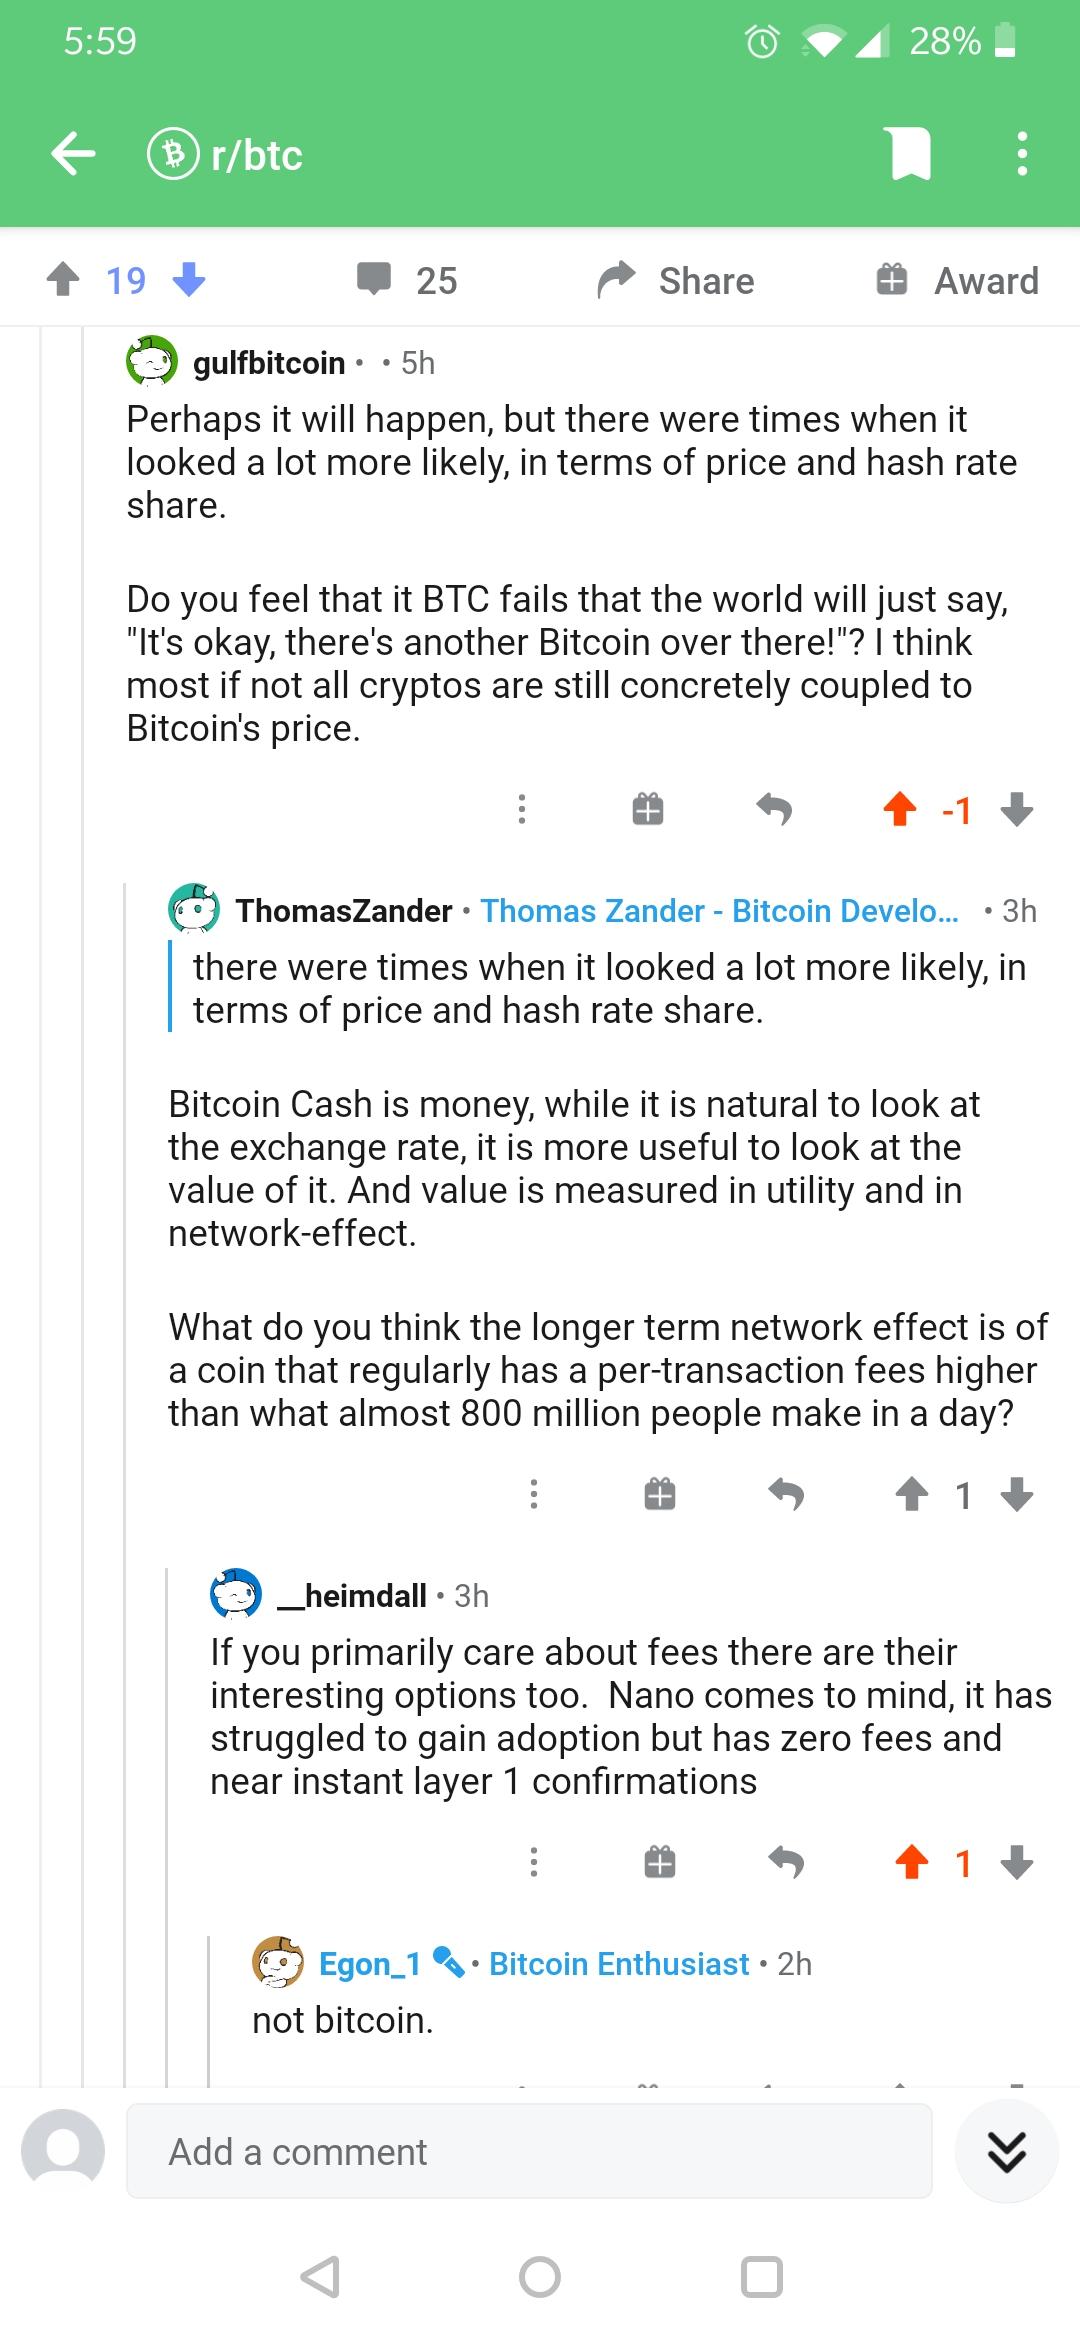 5:59
28%
r/btc
19
25
Share
Award
gulfbitcoin • • 5h
Perhaps it will happen, but there were times when it
looked a lot more likely, in terms of price and hash rate
share.
Do you feel that it BTC fails that the world will just say,
"It's okay, there's another Bitcoin over there!"? I think
most if not all cryptos are still concretely coupled to
Bitcoin's price.
-1
ThomasZander • Thomas Zander - Bitcoin Develo... • 3h
there were times when it looked a lot more likely, in
terms of price and hash rate share.
Bitcoin Cash is money, while it is natural to look at
the exchange rate, it is more useful to look at the
value of it. And value is measured in utility and in
network-effect.
What do you think the longer term network effect is of
a coin that regularly has a per-transaction fees higher
than what almost 800 million people make in a day?
1
__heimdall • 3h
If you primarily care about fees there are their
interesting options too.  Nano comes to mind, it has
struggled to gain adoption but has zero fees and
near instant layer 1 confirmations
1
Egon_1 • Bitcoin Enthusiast • 2h
not bitcoin.
Add a comment